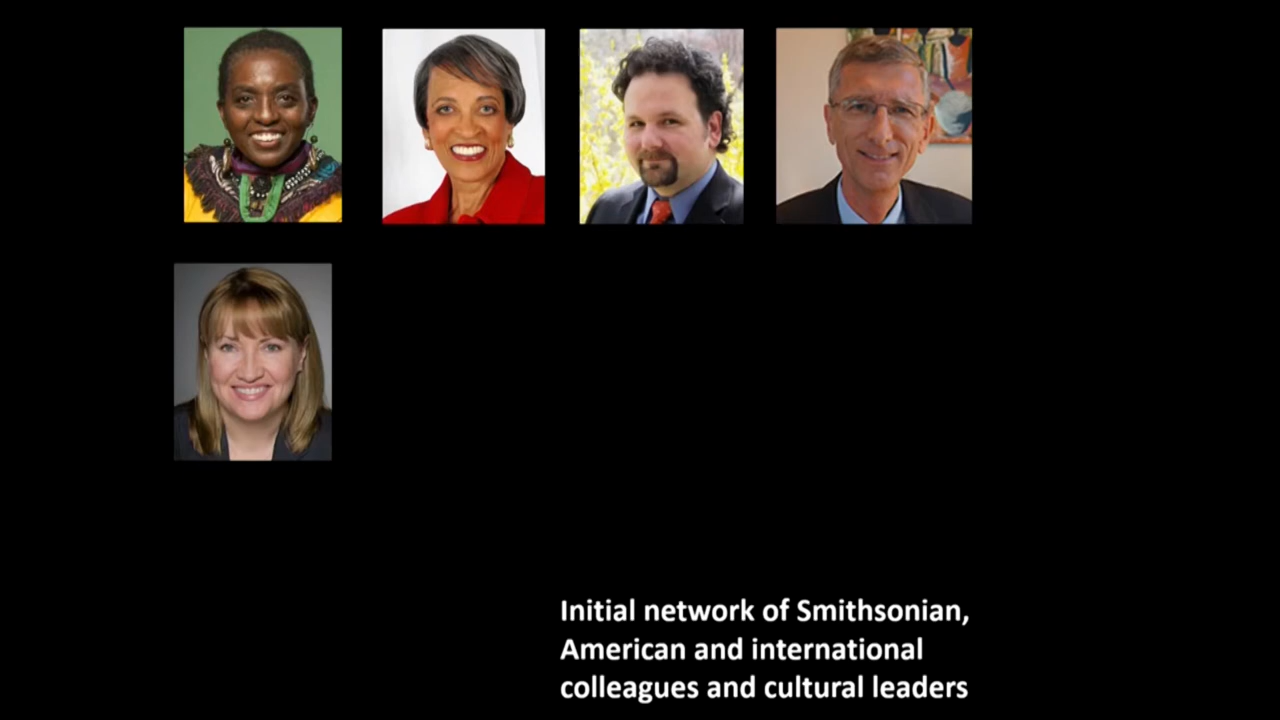 Initial network of Smithsonian,
American and international
colleagues and cultural leaders